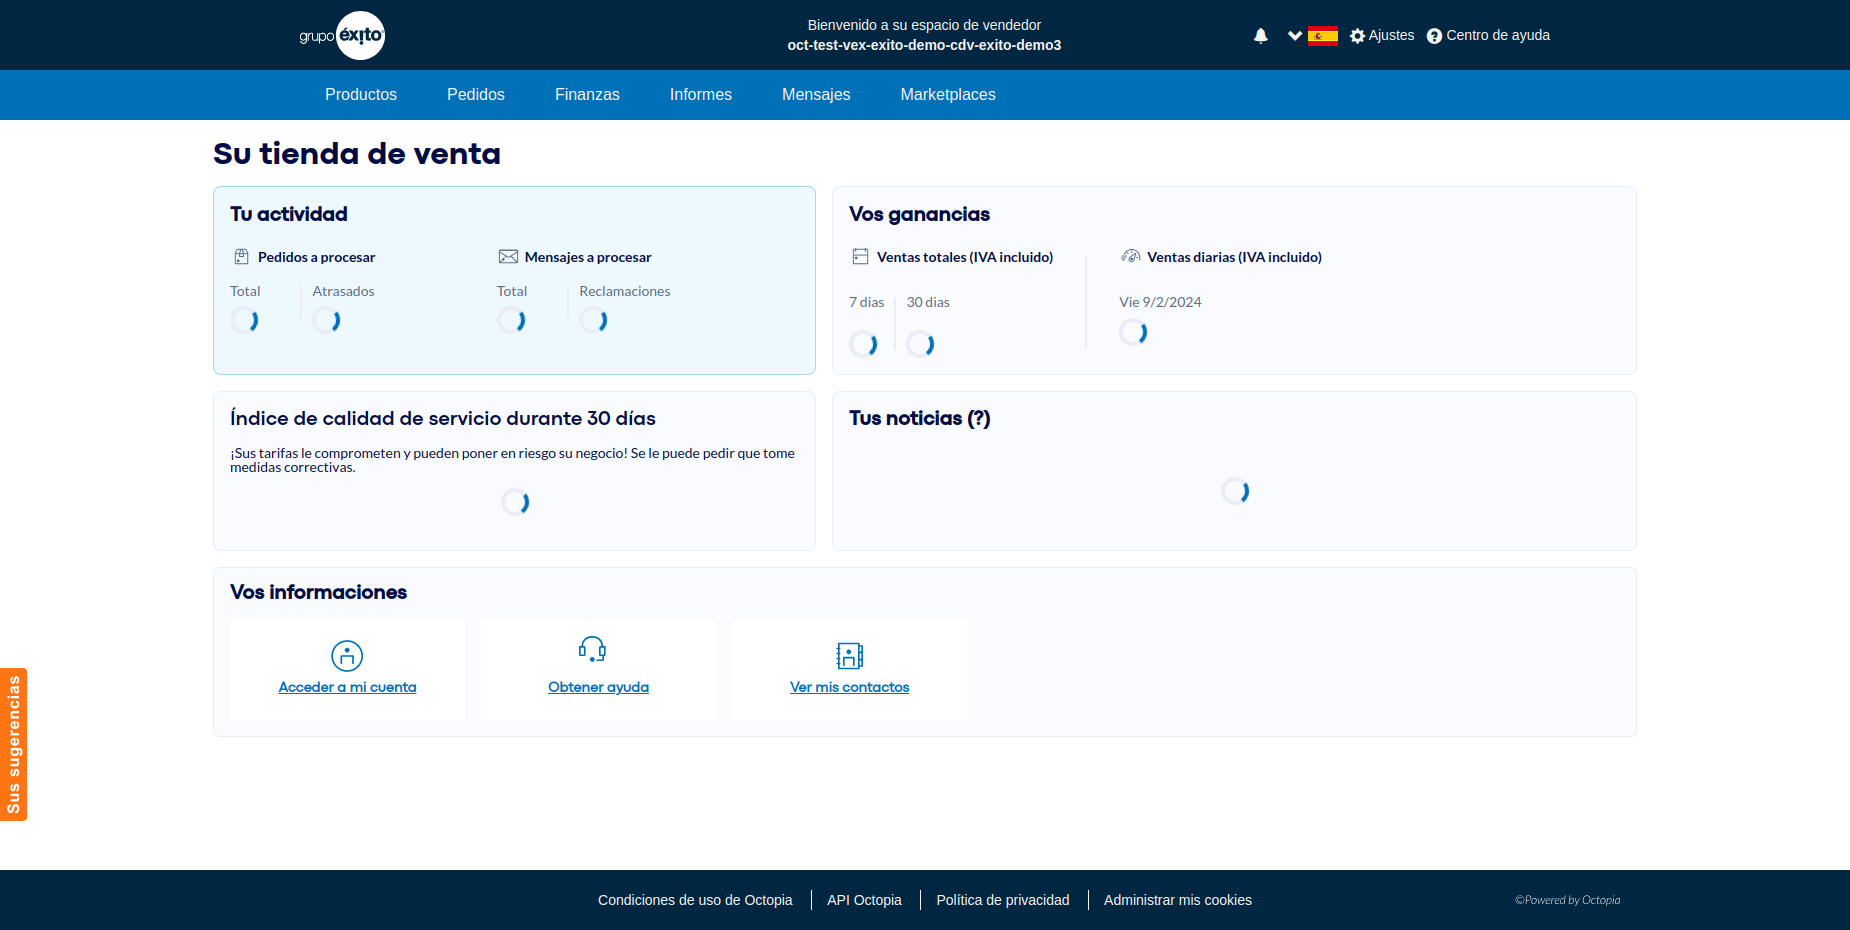 grupo éxito
Bienvenido a su espacio de vendedor
oct-test-vex-exito-demo-cdv-exito-demo3
Ajustes
Centro de ayuda
Productos
Pedidos
Finanzas
Informes
Mensajes
Marketplaces
Su tienda de venta
Tu actividad
Pedidos a procesar
Mensajes a procesar
Total
Atrasados
Total
Reclamaciones
Vos ganancias
Ventas totales (IVA incluido)
Ventas diarias (IVA incluido)
7 dias
30 dias
Vie 9/2/2024
Índice de calidad de servicio durante 30 días
¡Sus tarifas le comprometen y pueden poner en riesgo su negocio! Se le puede pedir que tome
medidas correctivas.
Tus noticias (?)
Vos informaciones
Acceder a mi cuenta
Obtener ayuda
Ver mis contactos
Sus sugerencias
Condiciones de uso de Octopia
API Octopia
Política de privacidad
Administrar mis cookies
©Powered by Octopia